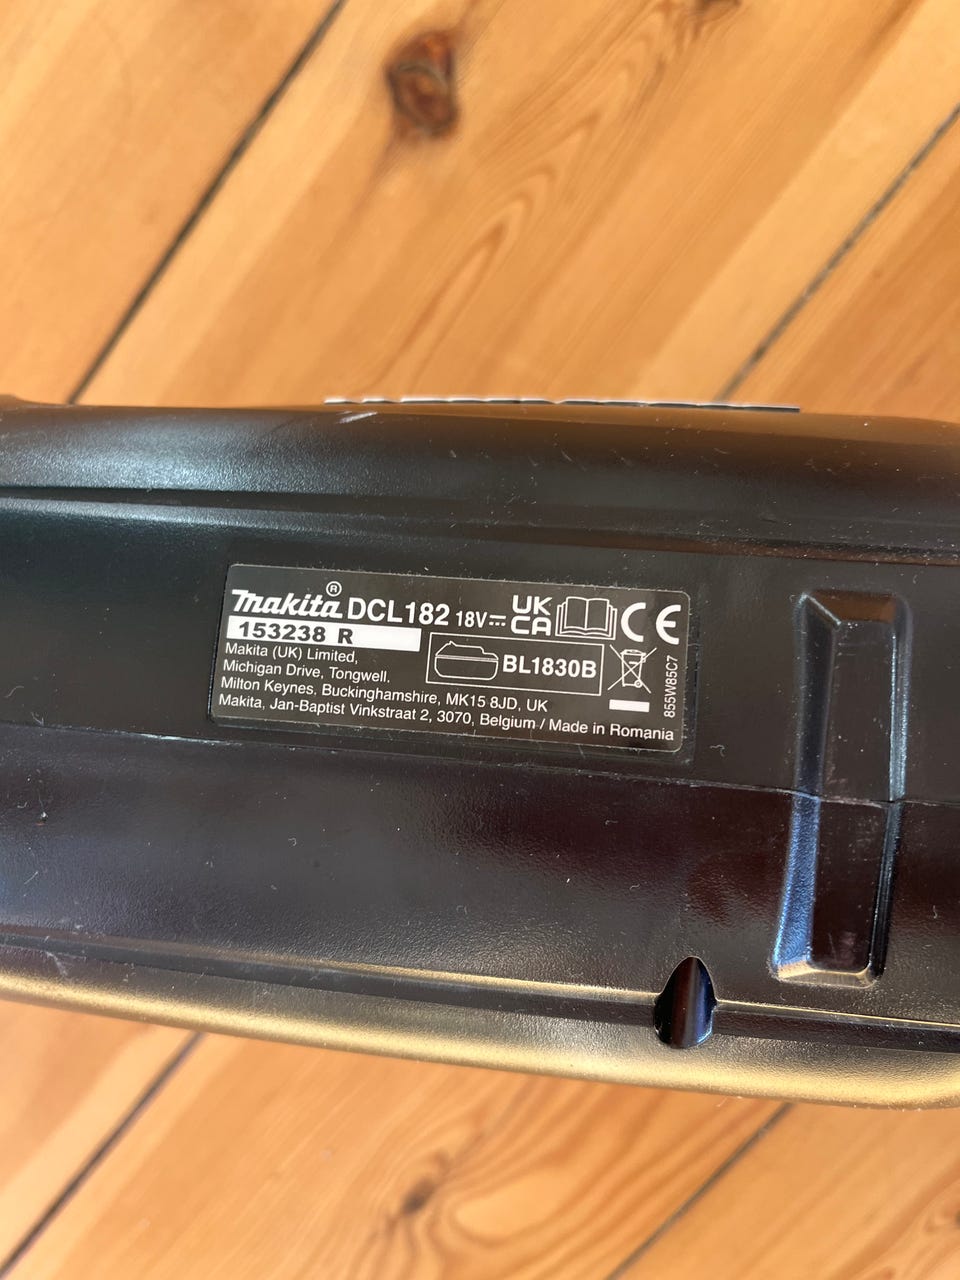 makita® DCL182 18V⎓ UK CA CE
153238 R
BL1830B
Makita (UK) Limited,
Michigan Drive, Tongwell.
Milton Keynes, Buckinghamshire, MK15 8JD, UK
Makita, Jan-Baptist Vinkstraat 2, 3070, Belgium / Made in Romania
855W85C7